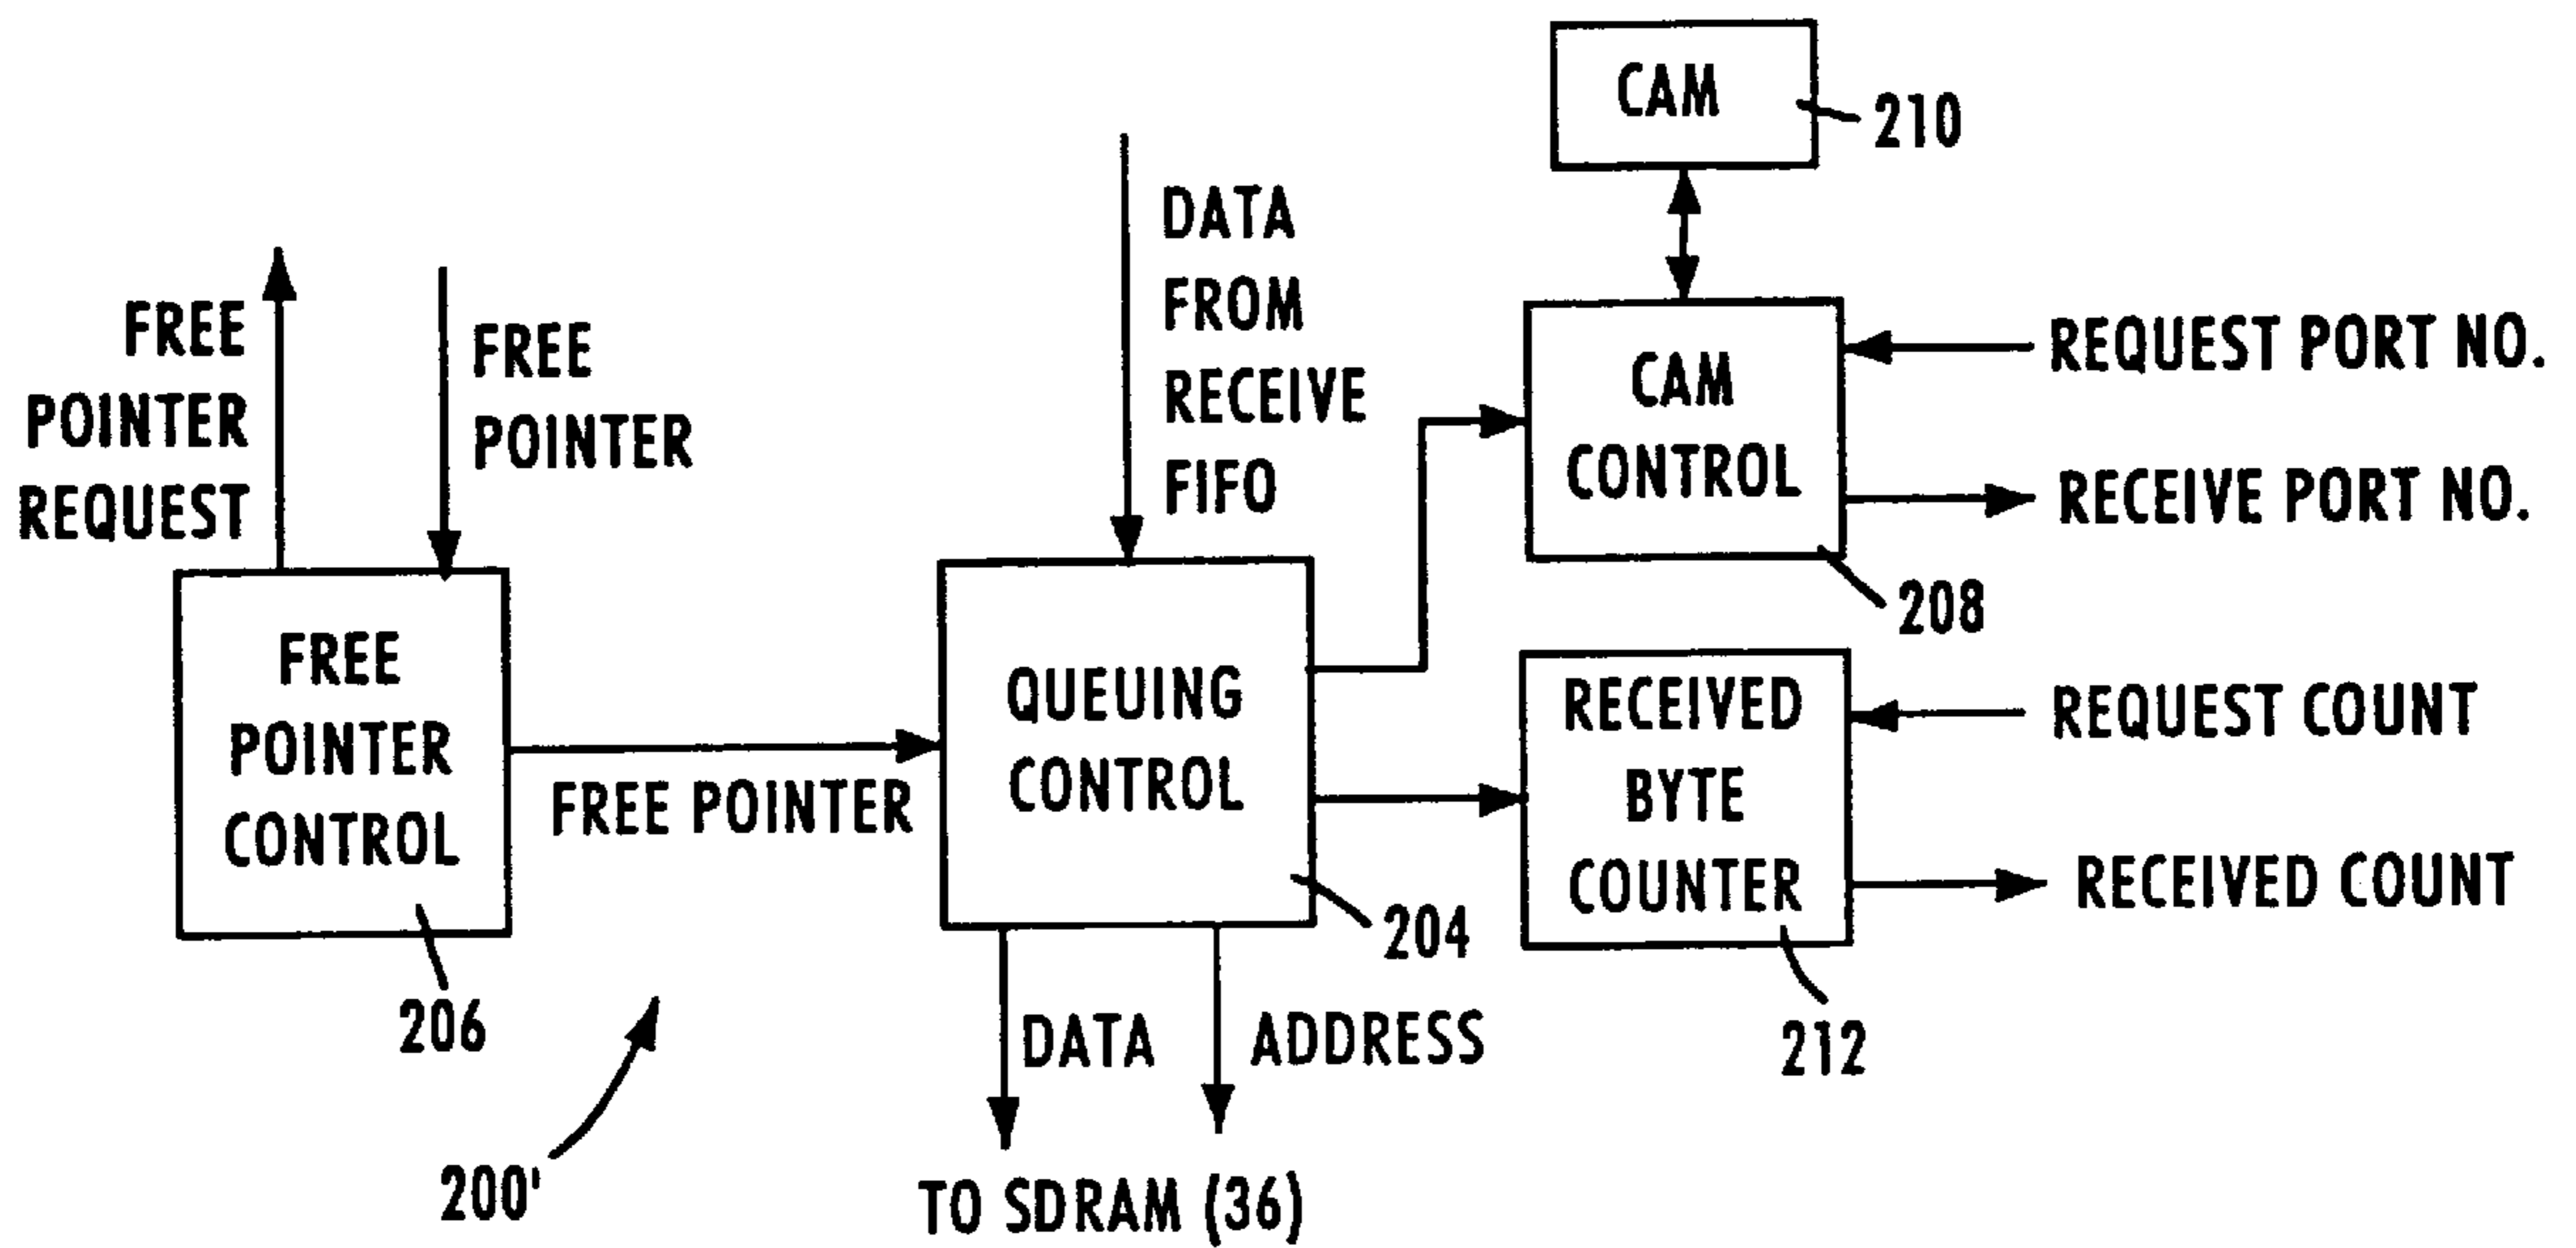 CAM
210
DATA
FROM
RECEIVE
FIFO
FREE
POINTER
REQUEST
FREE
POINTER
CAM
CONTROL
REQUEST PORT NO.
RECEIVE PORT NO.
208
FREE
POINTER
CONTROL
206
FREE POINTER
QUEUING
CONTROL
204
RECEIVED
BYTE
COUNTER
212
REQUEST COUNT
RECEIVED COUNT
DATA
ADDRESS
TO SDRAM (36)
200'